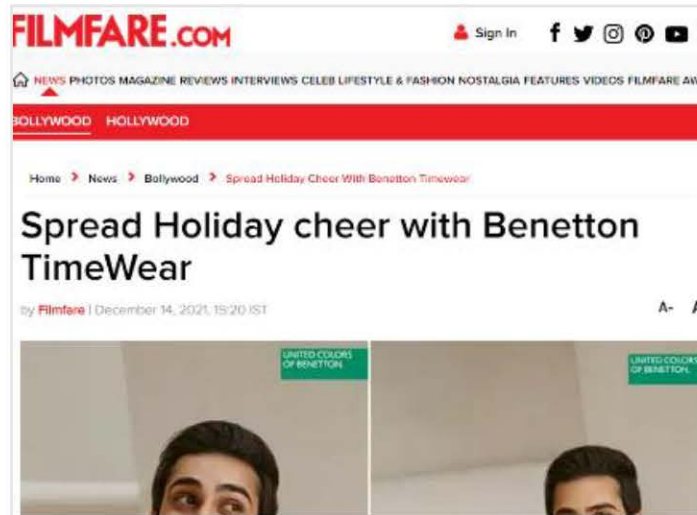 FILMFARE.COM
Sign In
NEWS PHOTOS MAGAZINE REVIEWS INTERVIEWS CELEB LIFESTYLE & FASHION NOSTALGIA FEATURES VIDEOS FILMFARE AW
BOLLYWOOD HOLLYWOOD
Home > News > Bollywood > Spread Holiday Cheer With Benetton Timewear
Spread Holiday cheer with Benetton
TimeWear
by Filmfare | December 14, 2021, 15:20 IST
A-
UNITED COLORS
OF BENETTON.
UNITED COLORS
OF BENETTON.